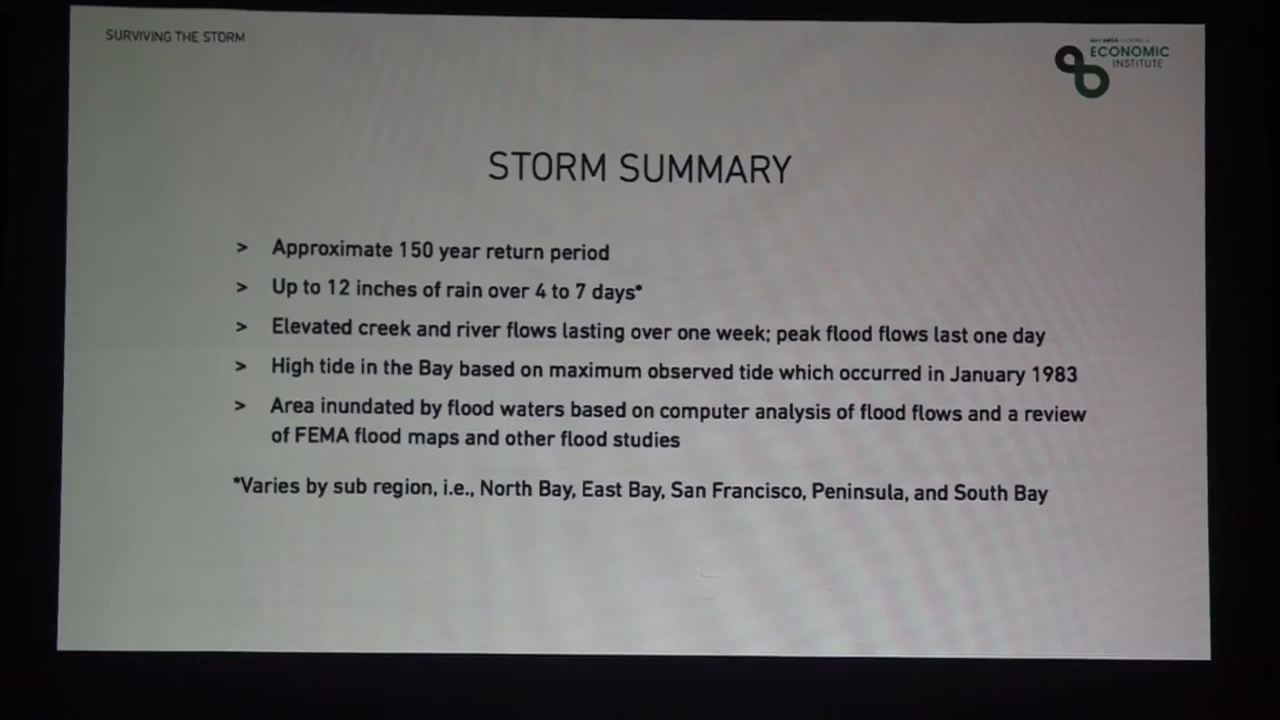 SURVIVING THE STORM
BAY AREA COUNCIL
ECONOMIC
INSTITUTE
STORM SUMMARY
> Approximate 150 year return period
> Up to 12 inches of rain over 4 to 7 days*
> Elevated creek and river flows lasting over one week; peak flood flows last one day
> High tide in the Bay based on maximum observed tide which occurred in January 1983
> Area inundated by flood waters based on computer analysis of flood flows and a review
of FEMA flood maps and other flood studies
*Varies by sub region, i.e., North Bay, East Bay, San Francisco, Peninsula, and South Bay